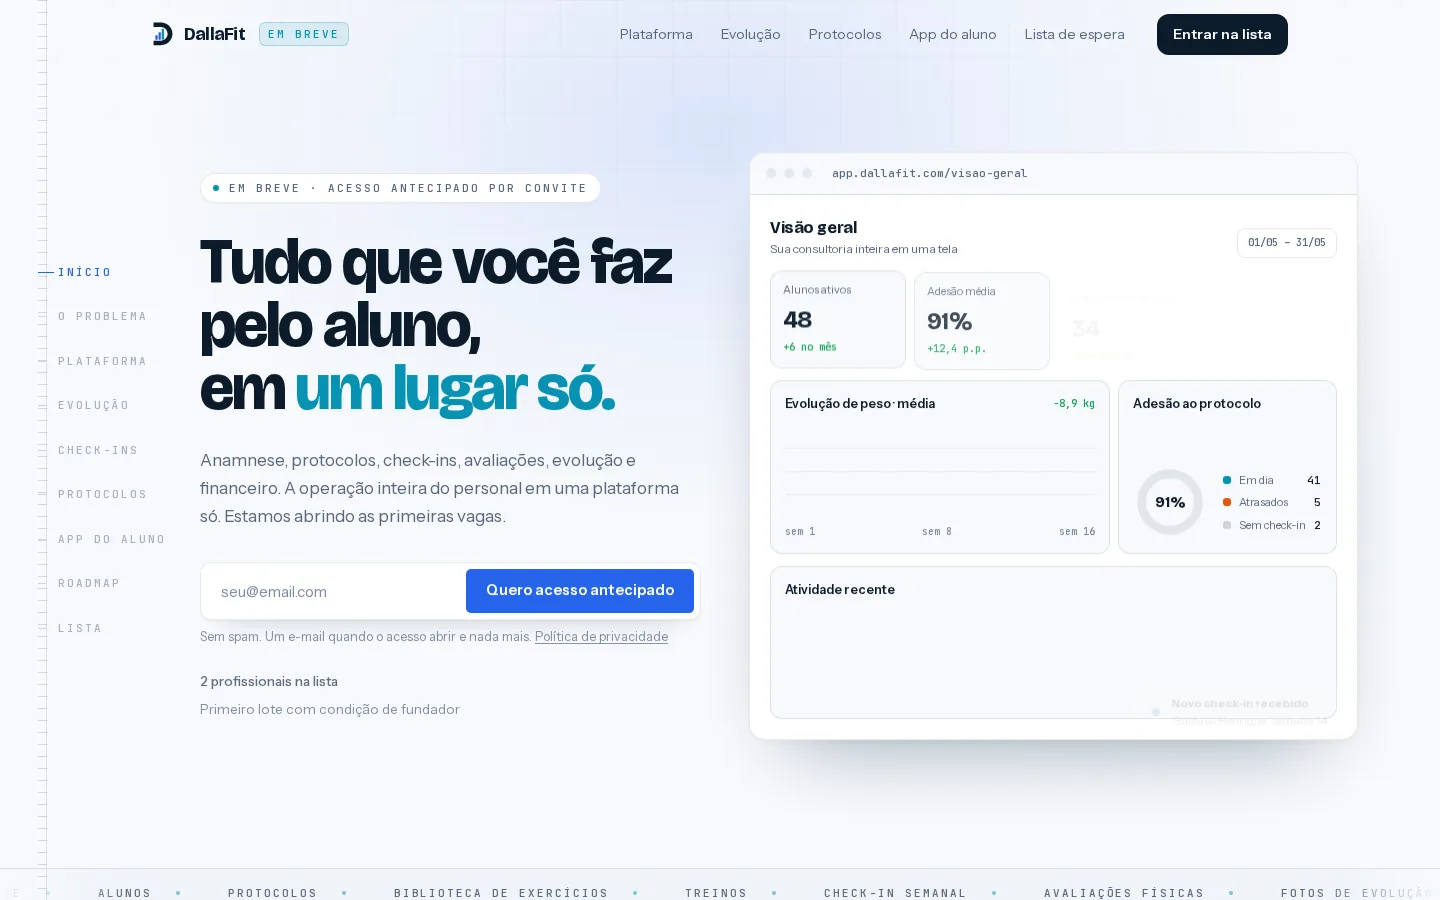 DallaFit EM BREVE Plataforma Evolução Protocolos App do aluno Lista de espera Entrar na lista
INÍCIO
O PROBLEMA
PLATAFORMA
EVOLUÇÃO
CHECK-INS
PROTOCOLOS
APP DO ALUNO
ROADMAP
LISTA
EM BREVE · ACESSO ANTECIPADO POR CONVITE
Tudo que você faz
pelo aluno,
em um lugar só.
Anamnese, protocolos, check-ins, avaliações, evolução e
financeiro. A operação inteira do personal em uma plataforma
só. Estamos abrindo as primeiras vagas.
seu@email.com Quero acesso antecipado
Sem spam. Um e-mail quando o acesso abrir e nada mais. Política de privacidade
2 profissionais na lista
Primeiro lote com condição de fundador
app.dallafit.com/visao-geral
Visão geral
Sua consultoria inteira em uma tela
01/05 – 31/05
Alunos ativos
48
+6 no mês
Adesão média
91%
+12,4 p.p.
34
Evolução de peso · média -8,9 kg
sem 1 sem 8 sem 16
Adesão ao protocolo
91%
Em dia 41
Atrasados 5
Sem check-in 2
Atividade recente
Novo check-in recebido
Gustavo Henrique · semana 14
ALUNOS PROTOCOLOS BIBLIOTECA DE EXERCÍCIOS TREINOS CHECK-IN SEMANAL AVALIAÇÕES FÍSICAS FOTOS DE EVOLUÇÃO